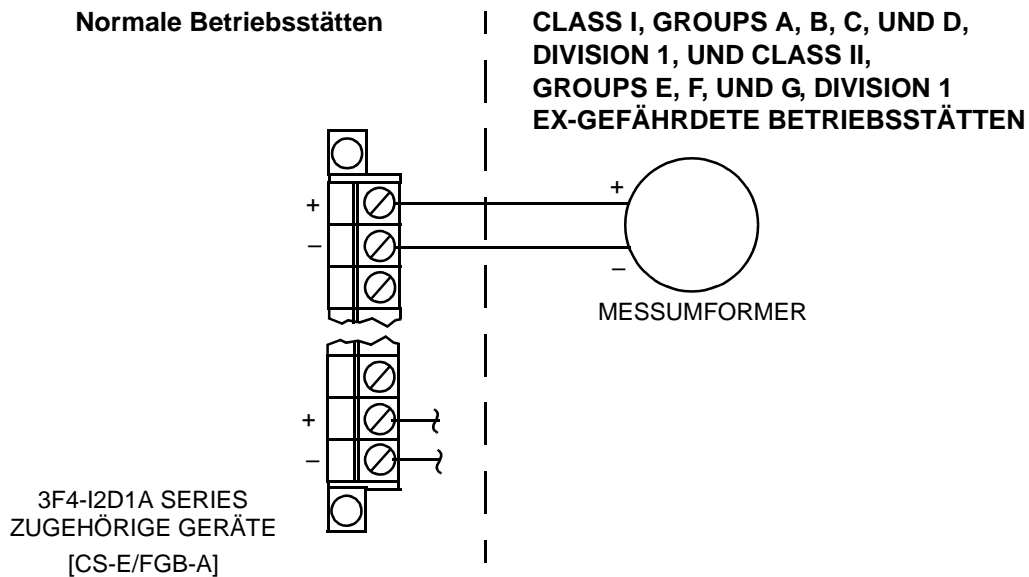 Normale Betriebsstätten
CLASS I, GROUPS A, B, C, UND D,
DIVISION 1, UND CLASS II,
GROUPS E, F, UND G, DIVISION 1
EX-GEFÄHRDETE BETRIEBSSTÄTTEN
+
–
+
–
MESSUMFORMER
+
–
3F4-I2D1A SERIES
ZUGEHÖRIGE GERÄTE
[CS-E/FGB-A]